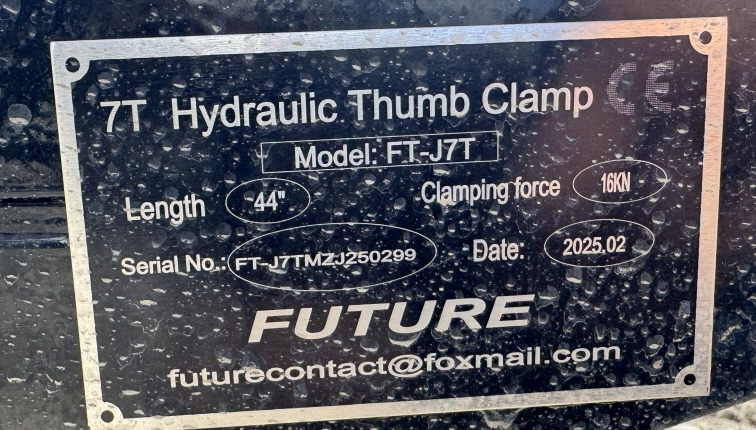 7T Hydraulic Thumb Clamp CE
Model: FT-J7T
Length 44" Clamping force 16KN
Serial No.: FT-J7TMZJ250299 Date: 2025.02
FUTURE
futurecontact@foxmail.com